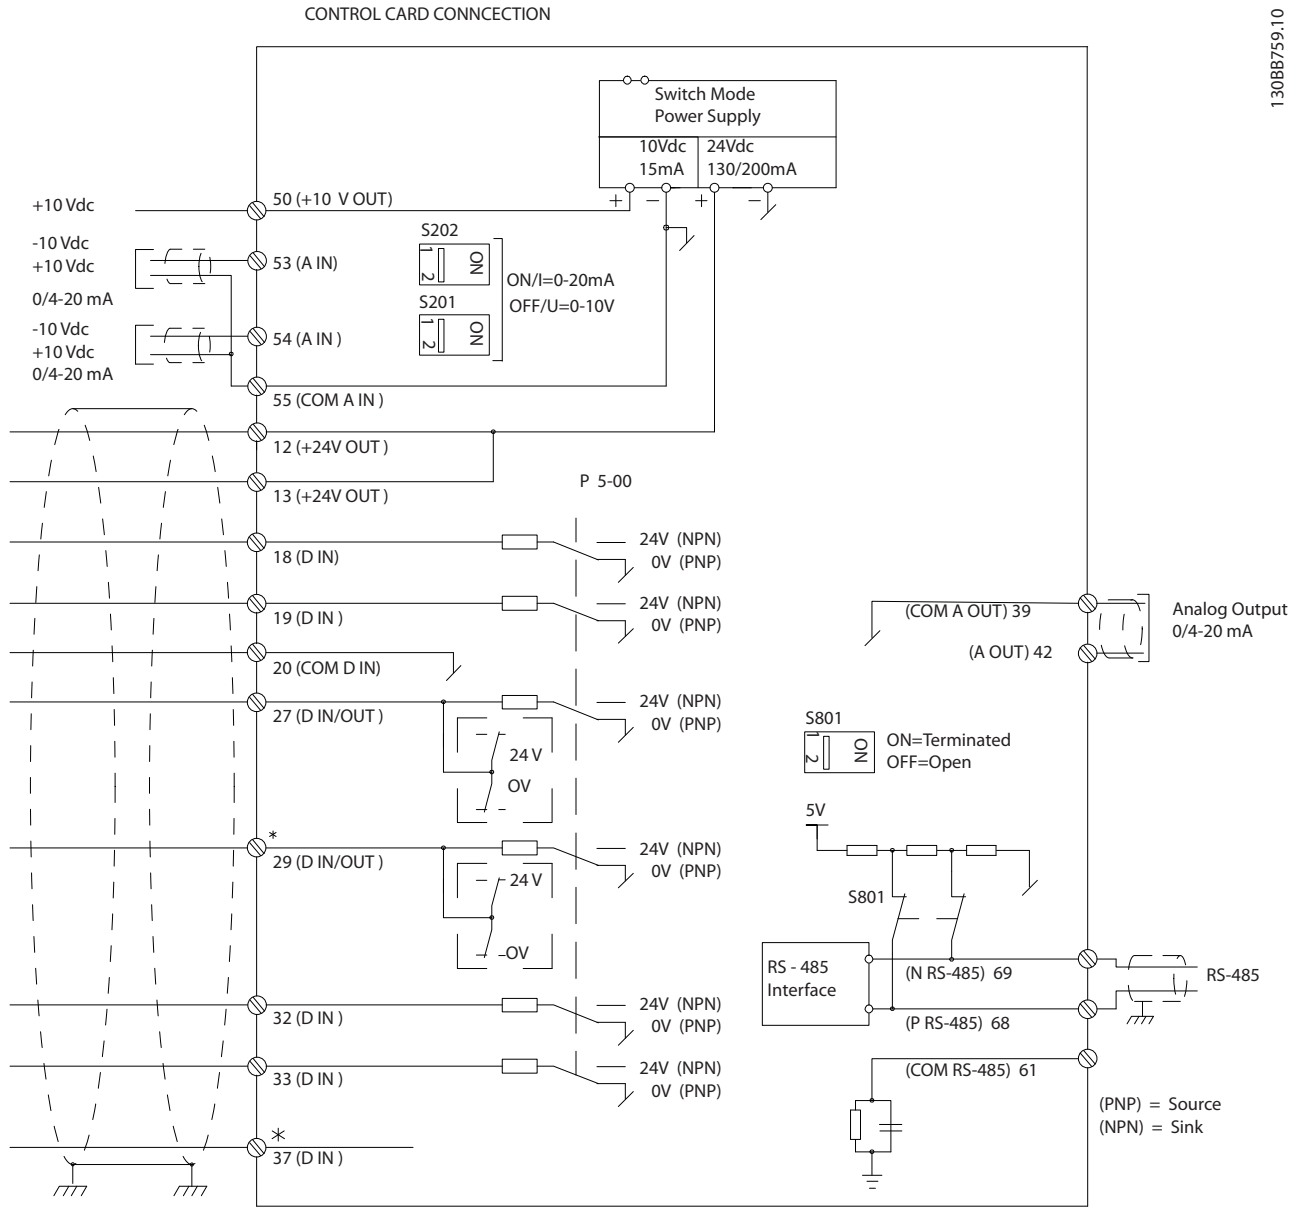 CONTROL CARD CONNCECTION
130BB759.10
Switch Mode
Power Supply
10Vdc
15mA
24Vdc
130/200mA
+ − + −
+10 Vdc
50 (+10 V OUT)
-10 Vdc
+10 Vdc
0/4-20 mA
53 (A IN)
S202
1
2
ON
ON/I=0-20mA
OFF/U=0-10V
S201
1
2
ON
-10 Vdc
+10 Vdc
0/4-20 mA
54 (A IN )
55 (COM A IN )
12 (+24V OUT )
13 (+24V OUT )
P 5-00
18 (D IN)
24V (NPN)
0V (PNP)
19 (D IN )
24V (NPN)
0V (PNP)
20 (COM D IN)
27 (D IN/OUT )
24V (NPN)
0V (PNP)
24 V
OV
*
29 (D IN/OUT )
24V (NPN)
0V (PNP)
24 V
OV
32 (D IN )
24V (NPN)
0V (PNP)
33 (D IN )
24V (NPN)
0V (PNP)
*
37 (D IN )
(COM A OUT) 39
(A OUT) 42
Analog Output
0/4-20 mA
S801
1
2
ON
ON=Terminated
OFF=Open
5V
S801
RS - 485
Interface
(N RS-485) 69
(P RS-485) 68
RS-485
(COM RS-485) 61
(PNP) = Source
(NPN) = Sink